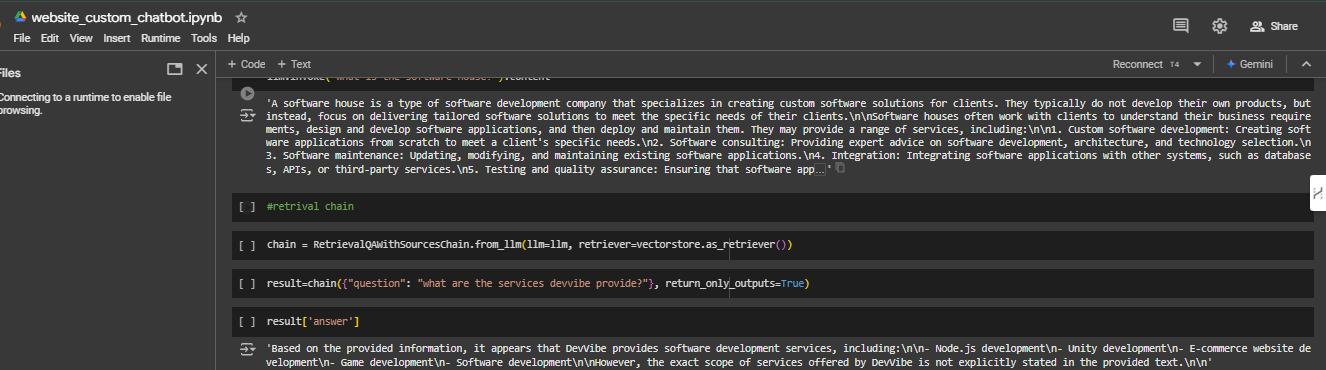 website_custom_chatbot.ipynb
File Edit View Insert Runtime Tools Help
Share
Files
Connecting to a runtime to enable file
browsing.
+ Code + Text
Reconnect T4
Gemini
llm.invoke("what is the software house?").content
'A software house is a type of software development company that specializes in creating custom software solutions for clients. They typically do not develop their own products, but
instead, focus on delivering tailored software solutions to meet the specific needs of their clients.\n\nSoftware houses often work with clients to understand their business require
ments, design and develop software applications, and then deploy and maintain them. They may provide a range of services, including:\n\n1. Custom software development: Creating soft
ware applications from scratch to meet a client's specific needs.\n2. Software consulting: Providing expert advice on software development, architecture, and technology selection.\n
3. Software maintenance: Updating, modifying, and maintaining existing software applications.\n4. Integration: Integrating software applications with other systems, such as database
s, APIs, or third-party services.\n5. Testing and quality assurance: Ensuring that software app...'
[ ] #retrival chain
[ ] chain = RetrievalQAWithSourcesChain.from_llm(llm=llm, retriever=vectorstore.as_retriever())
[ ] result=chain({"question": "what are the services devvibe provide?"}, return_only_outputs=True)
[ ] result['answer']
'Based on the provided information, it appears that DevVibe provides software development services, including:\n\n- Node.js development\n- Unity development\n- E-commerce website de
velopment\n- Game development\n- Software development\n\nHowever, the exact scope of services offered by DevVibe is not explicitly stated in the provided text.\n\n'